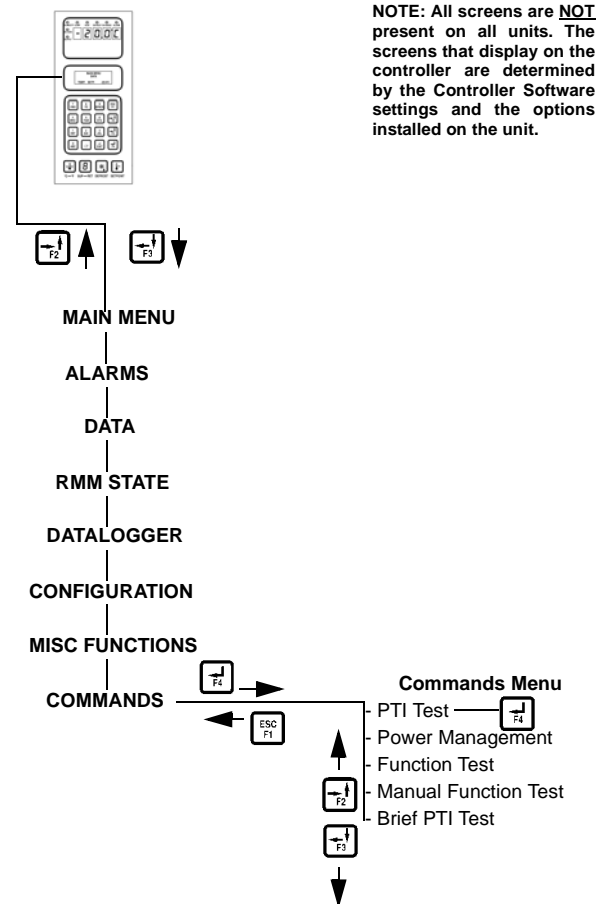 NOTE: All screens are NOT
present on all units. The
screens that display on the
controller are determined
by the Controller Software
settings and the options
installed on the unit.
-20.0°C
F2
F3
MAIN MENU
ALARMS
DATA
RMM STATE
DATALOGGER
CONFIGURATION
MISC FUNCTIONS
COMMANDS
F4
ESC
F1
Commands Menu
- PTI Test
F4
- Power Management
- Function Test
- Manual Function Test
- Brief PTI Test
F2
F3